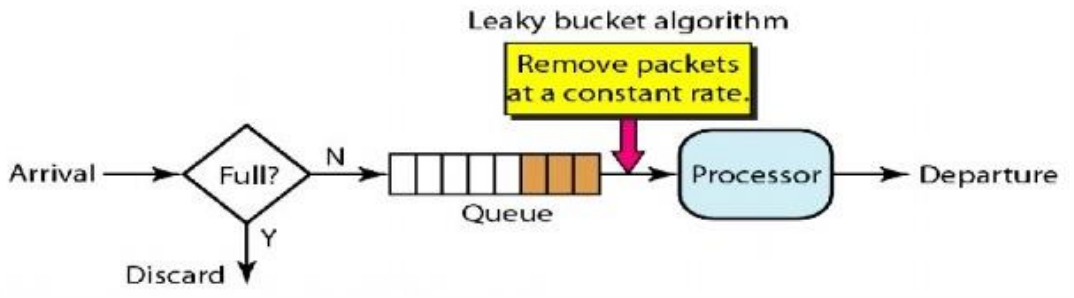 Leaky bucket algorithm
Remove packets
at a constant rate.
Arrival
Full?
N
Queue
Processor
Departure
Y
Discard